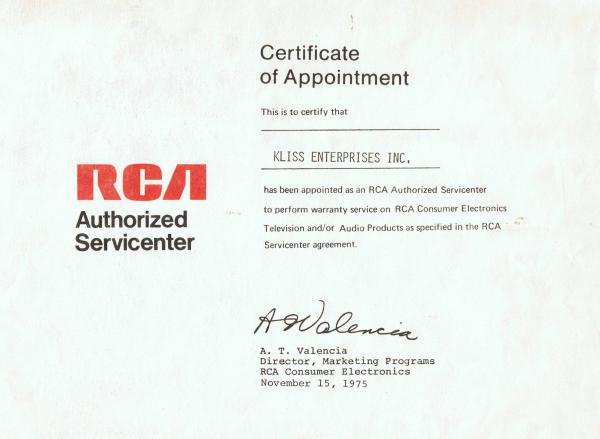 Certificate
of Appointment
This is to certify that
KLISS ENTERPRISES INC.
RCA
Authorized
Servicenter
has been appointed as an RCA Authorized Servicenter
to perform warranty service on RCA Consumer Electronics
Television and/or Audio Products as specified in the RCA
Servicenter agreement.
A T Valencia
A. T. Valencia
Director, Marketing Programs
RCA Consumer Electronics
November 15, 1975